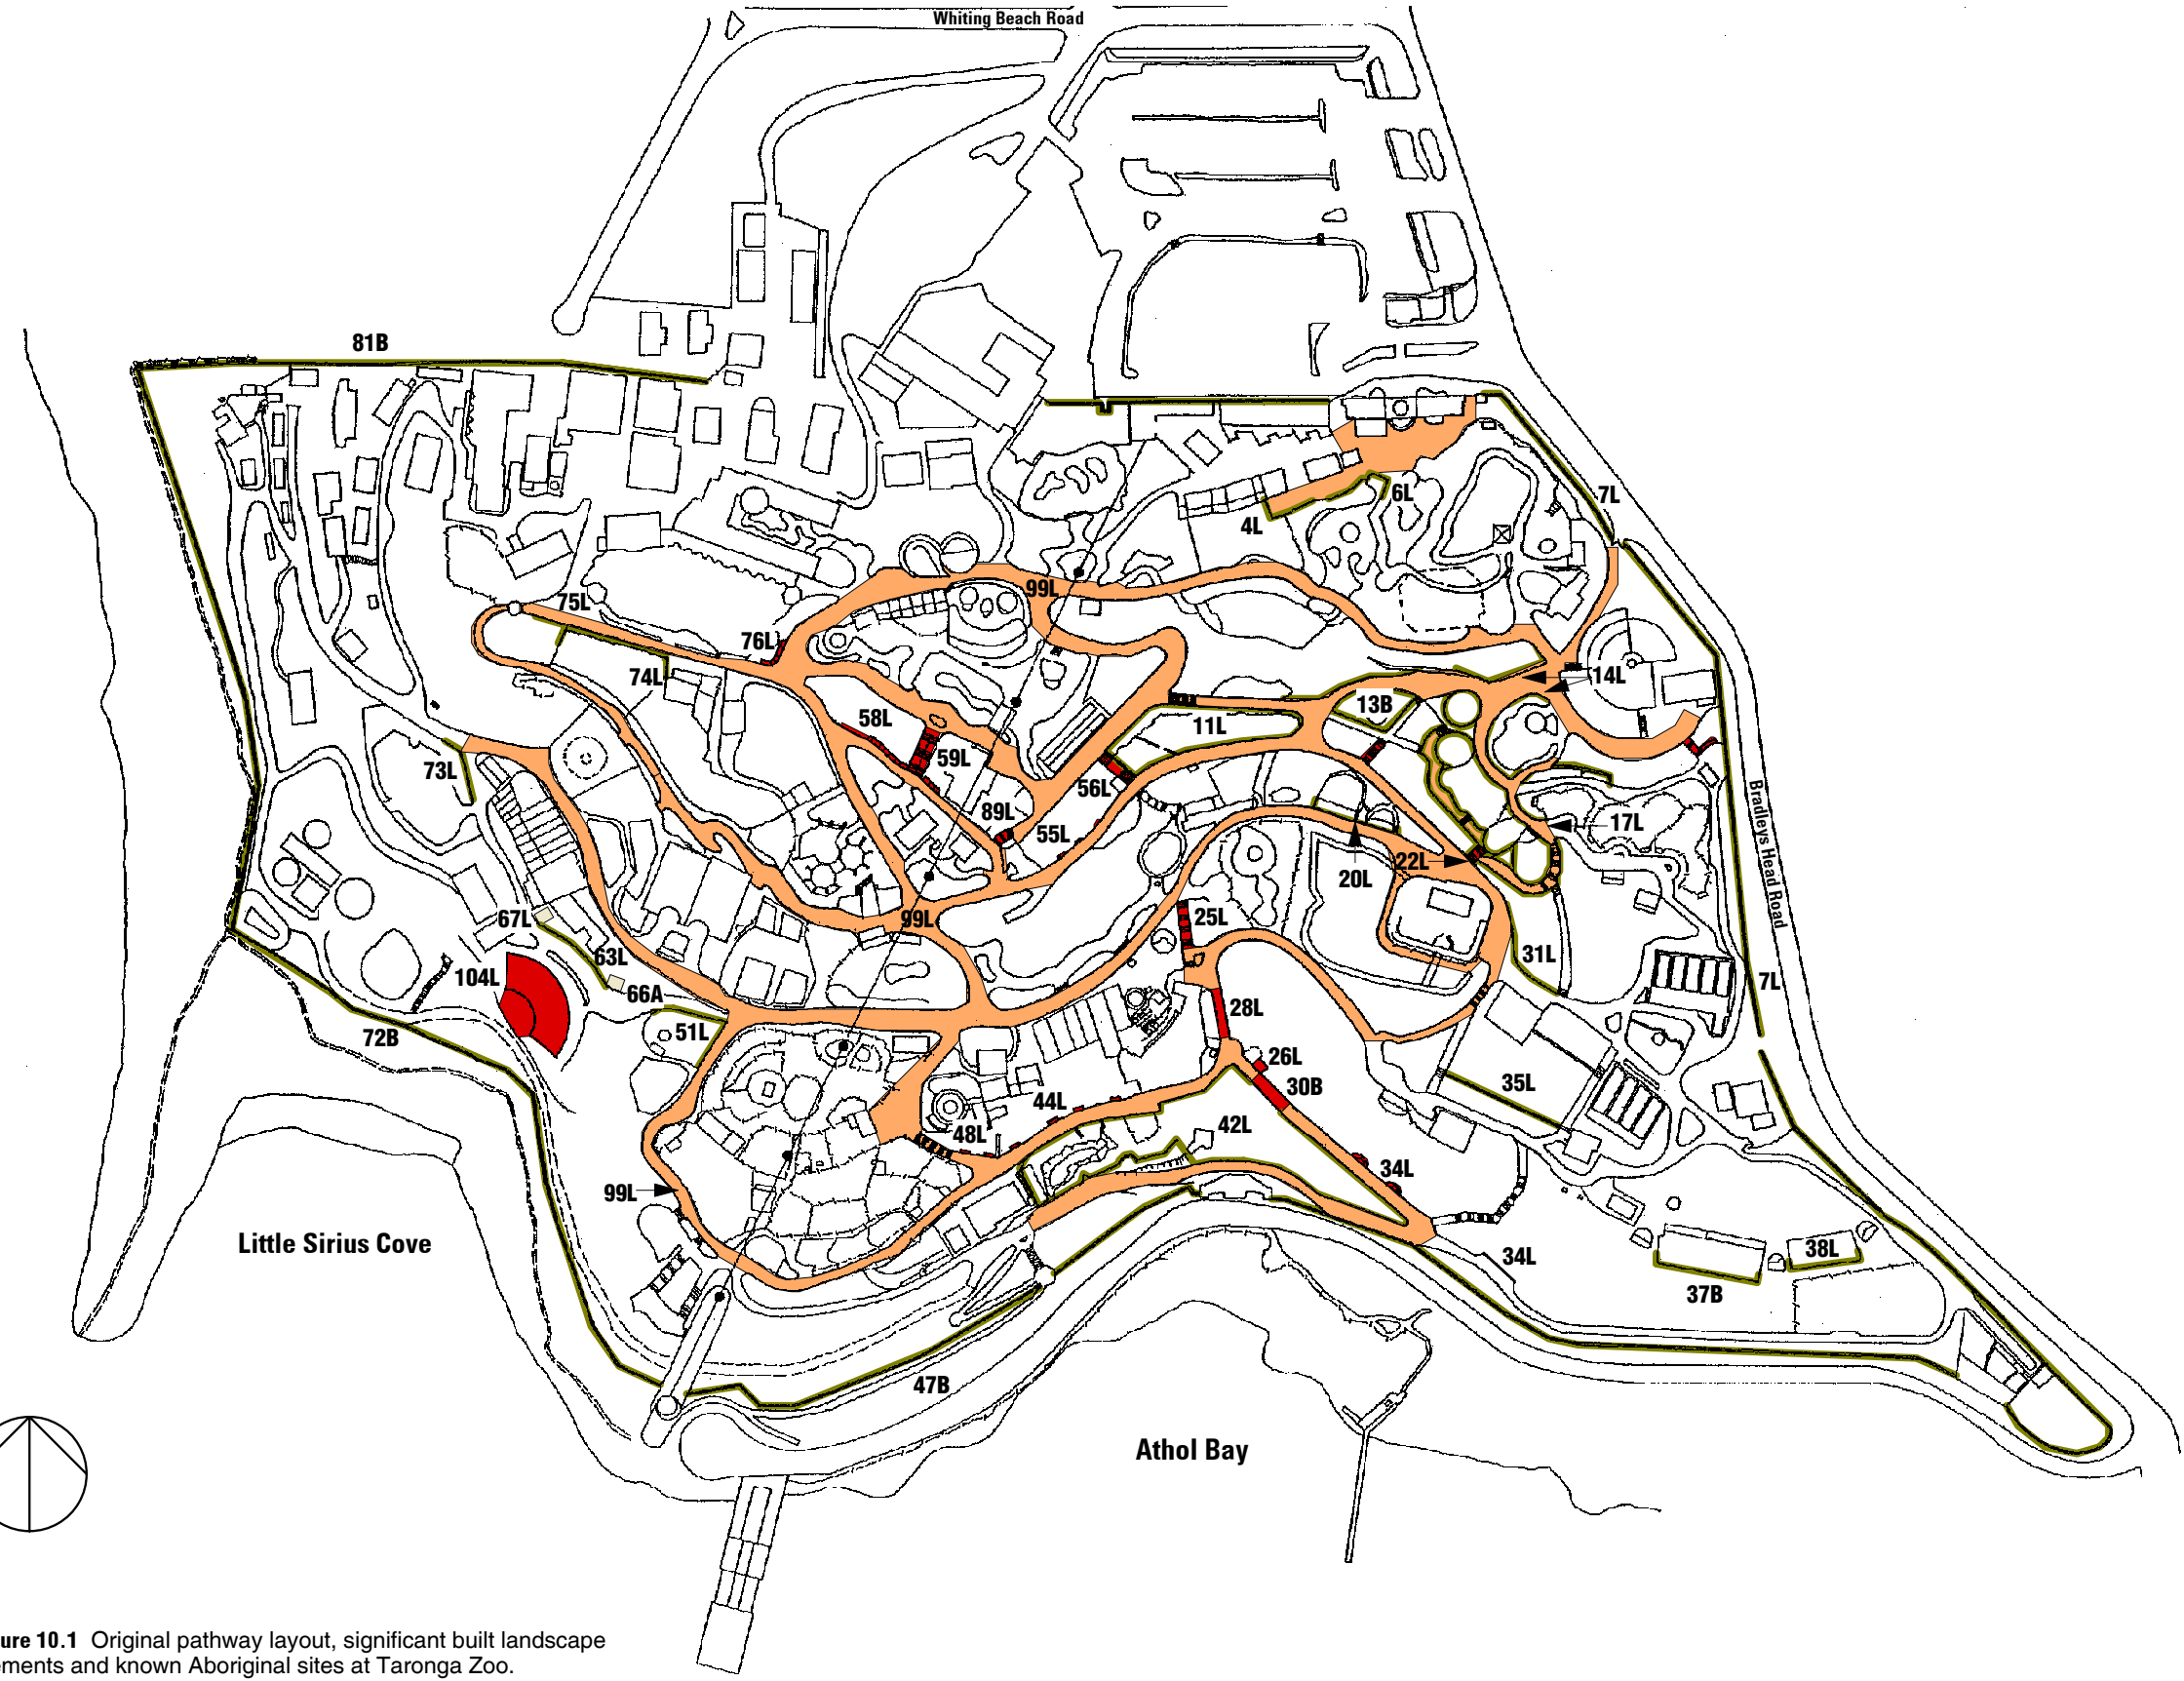 Whiting Beach Road
81B
7L
6L
4L
99L
75L
76L
74L
14L
13B
58L
11L
59L
73L
56L
89L
55L
17L
Bradleys Head Road
22L
20L
67L
99L
25L
63L
31L
104L
66A
7L
28L
51L
72B
26L
30B
35L
44L
42L
48L
34L
99L
Little Sirius Cove
34L
38L
37B
47B
Athol Bay
ure 10.1 Original pathway layout, significant built landscape
ements and known Aboriginal sites at Taronga Zoo.